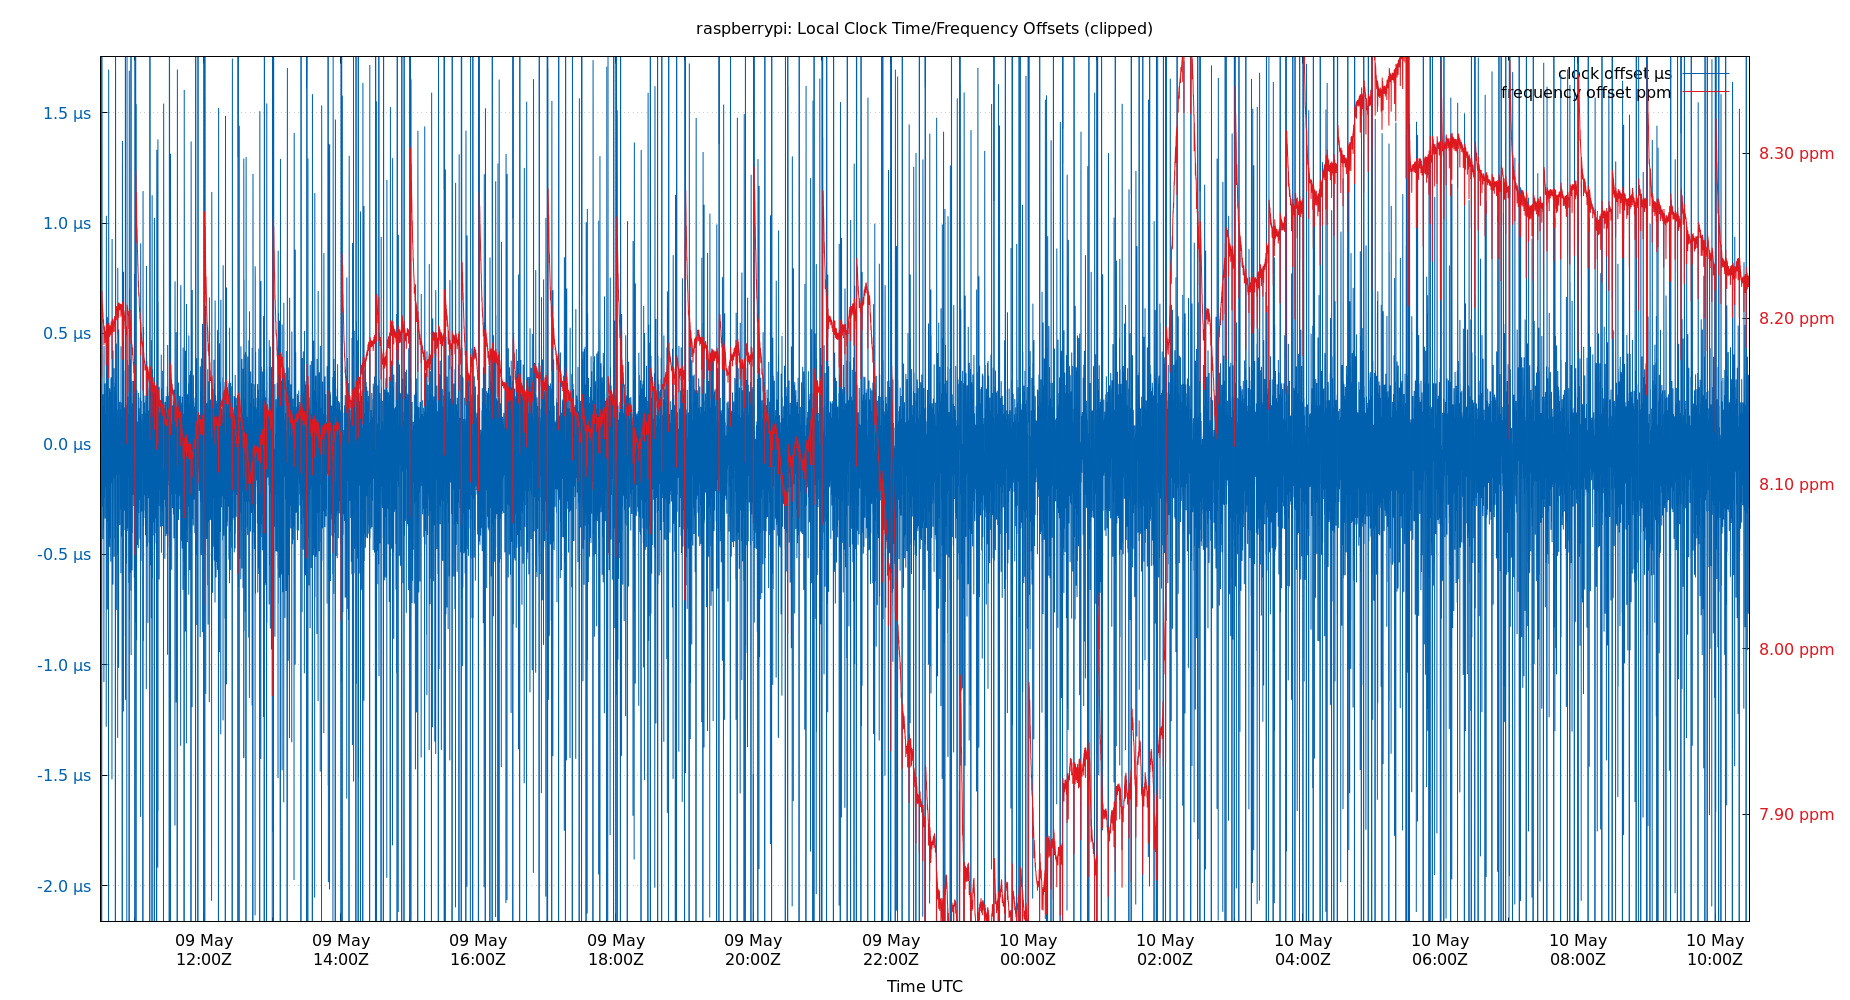 raspberrypi: Local Clock Time/Frequency Offsets (clipped)
clock offset µs
frequency offset ppm
1.5 µs
1.0 µs
0.5 µs
0.0 µs
-0.5 µs
-1.0 µs
-1.5 µs
-2.0 µs
8.30 ppm
8.20 ppm
8.10 ppm
8.00 ppm
7.90 ppm
09 May 09 May 09 May 09 May 09 May 09 May 10 May 10 May 10 May 10 May 10 May 10 May
12:00Z 14:00Z 16:00Z 18:00Z 20:00Z 22:00Z 00:00Z 02:00Z 04:00Z 06:00Z 08:00Z 10:00Z
Time UTC